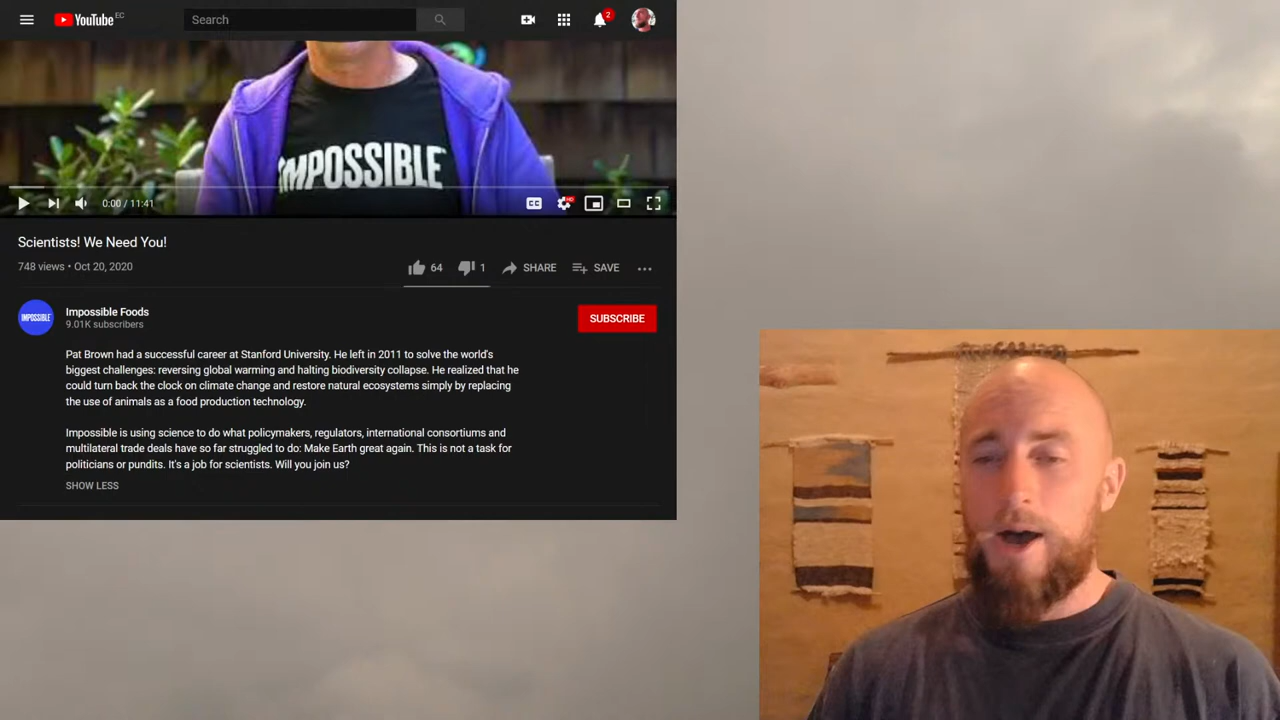 YouTube EC
Search
2
IMPOSSIBLE
0:00 / 11:41
CC
HD
Scientists! We Need You!
748 views • Oct 20, 2020
64
1
SHARE
SAVE
IMPOSSIBLE
Impossible Foods
9.01K subscribers
SUBSCRIBE
Pat Brown had a successful career at Stanford University. He left in 2011 to solve the world's
biggest challenges: reversing global warming and halting biodiversity collapse. He realized that he
could turn back the clock on climate change and restore natural ecosystems simply by replacing
the use of animals as a food production technology.
Impossible is using science to do what policymakers, regulators, international consortiums and
multilateral trade deals have so far struggled to do: Make Earth great again. This is not a task for
politicians or pundits. It's a job for scientists. Will you join us?
SHOW LESS